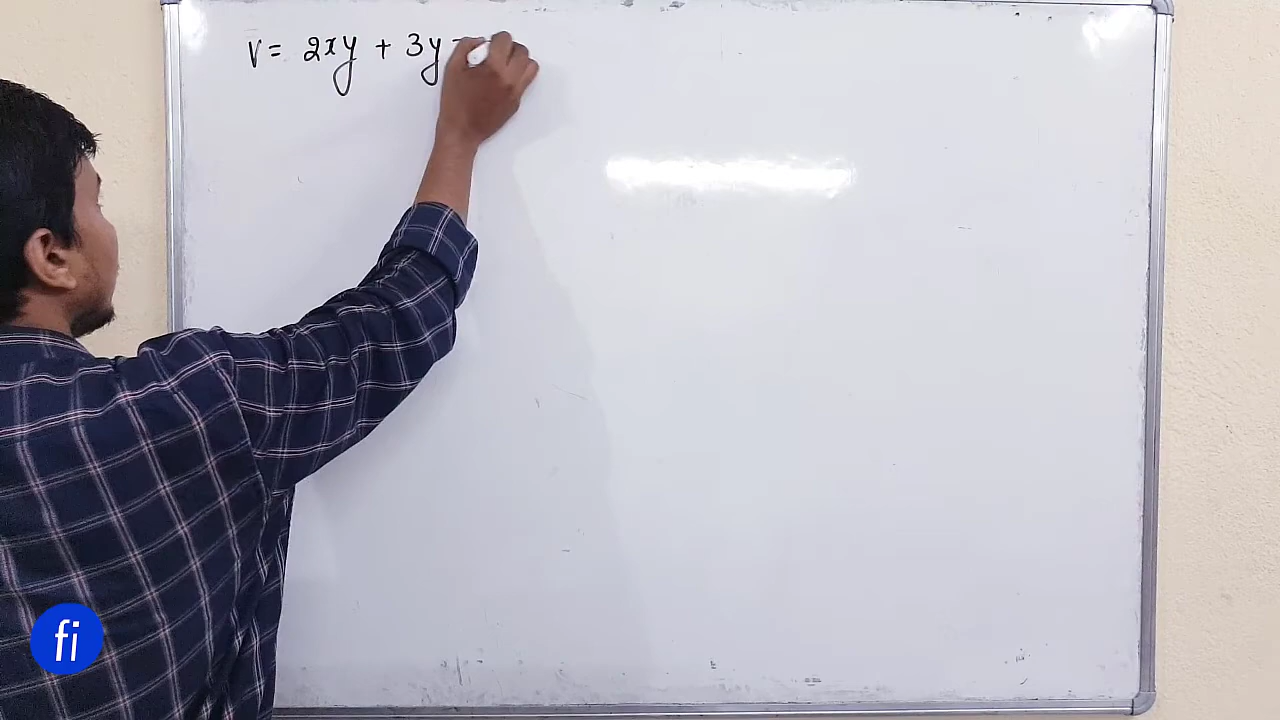 V = 2xy + 3y
fi